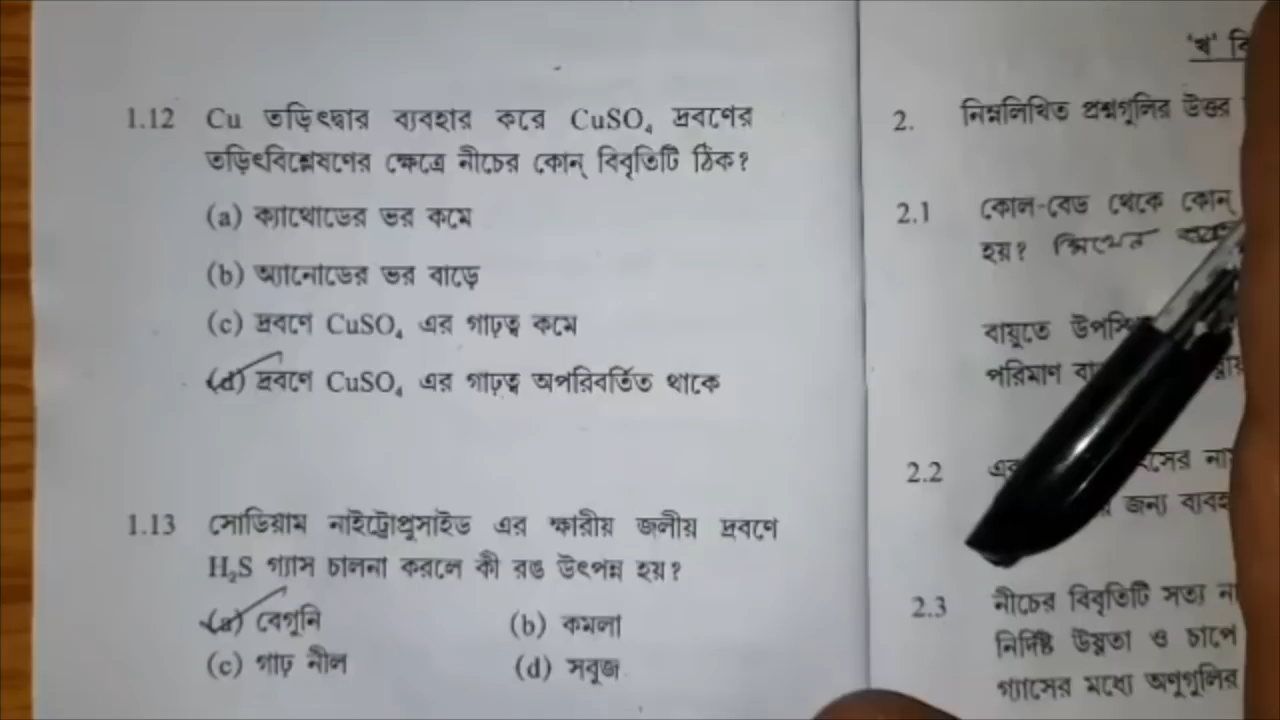 1.12 Cu তড়িৎদ্বার ব্যবহার করে CuSO₄ দ্রবণের
তড়িৎবিশ্লেষণের ক্ষেত্রে নীচের কোন্ বিবৃতিটি ঠিক?
(a) ক্যাথোডের ভর কমে
(b) অ্যানোডের ভর বাড়ে
(c) দ্রবণে CuSO₄ এর গাঢ়ত্ব কমে
(d) দ্রবণে CuSO₄ এর গাঢ়ত্ব অপরিবর্তিত থাকে
1.13 সোডিয়াম নাইট্রোপ্রুসাইড এর ক্ষারীয় জলীয় দ্রবণে
H₂S গ্যাস চালনা করলে কী রঙ উৎপন্ন হয়?
(a) বেগুনি (b) কমলা
(c) গাঢ় নীল (d) সবুজ
'খ' বি
2. নিম্নলিখিত প্রশ্নগুলির উত্তর
2.1 কোল-বেড থেকে কোন্
হয়? মিথেন
বায়ুতে
পরিমাণ
2.2
জন্য
2.3 নীচের বিবৃতিটি সত্য
নির্দিষ্ট উষ্ণতা ও চাপে
গ্যাসের মধ্যে অণুগুলির